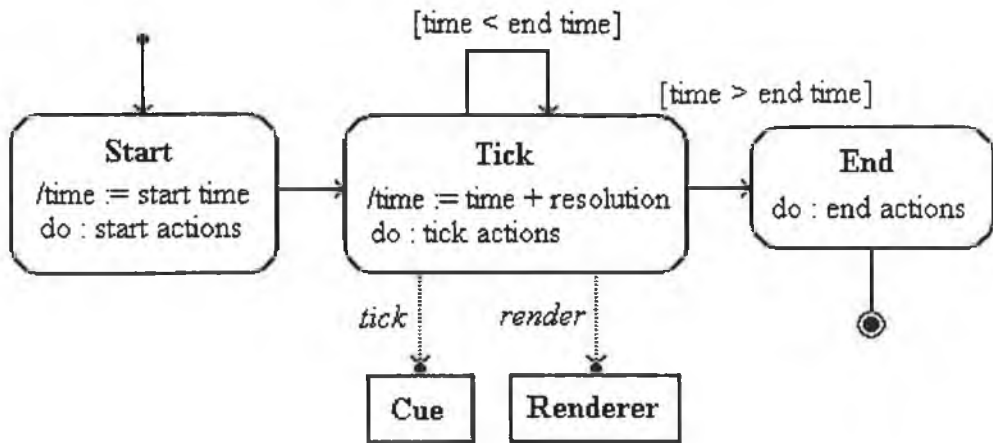 [time < end time]
[time > end time]
Start
/time := start time
do : start actions
Tick
/time := time + resolution
do : tick actions
End
do : end actions
tick
render
Cue
Renderer